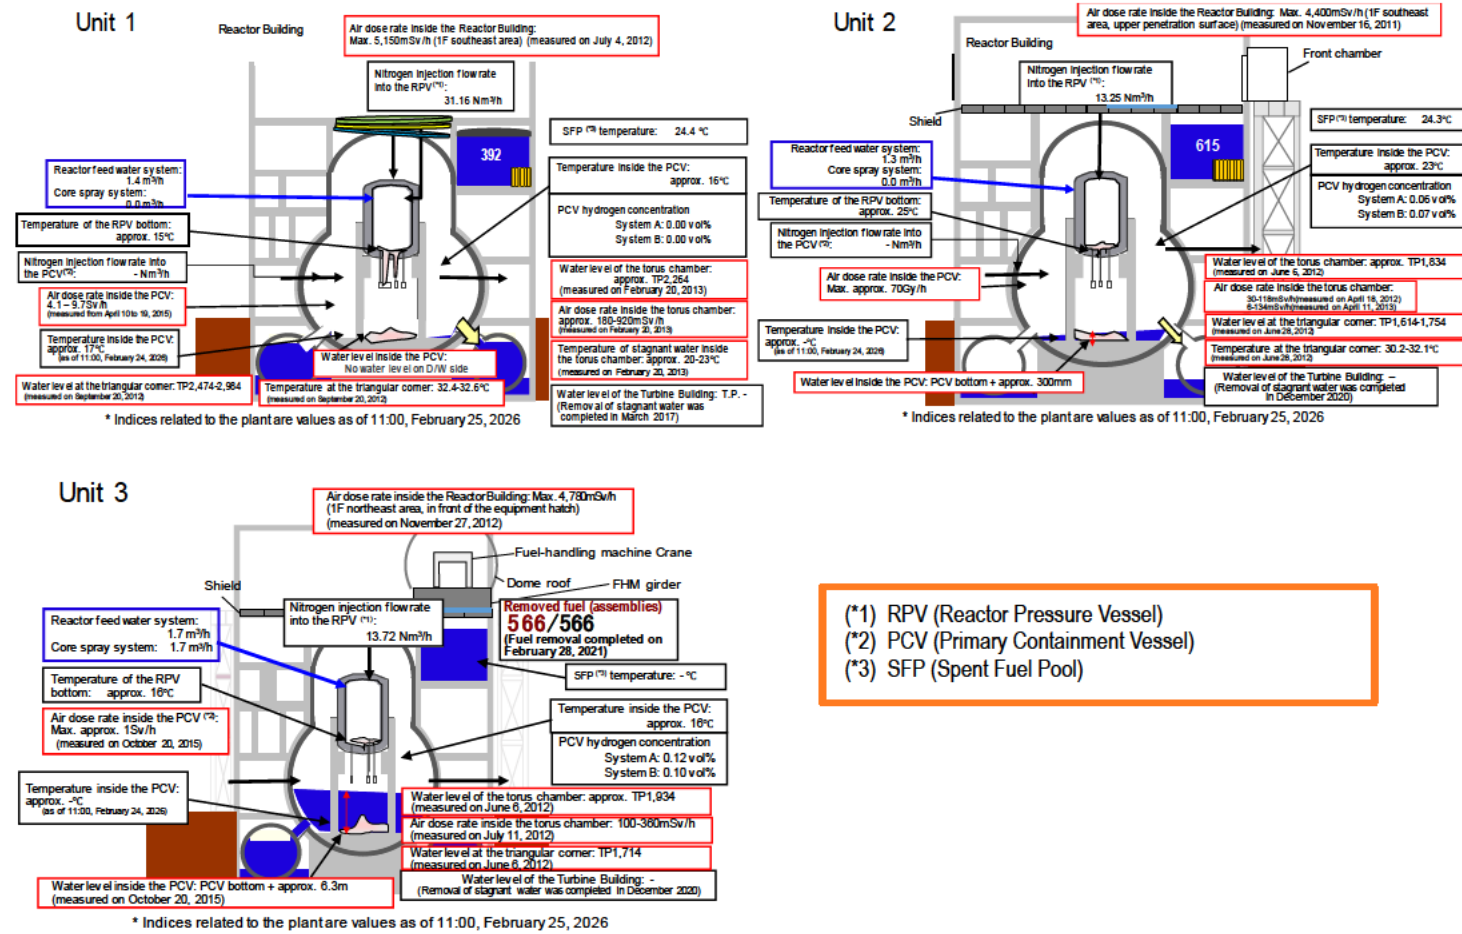 Unit 1
Reactor Building
Air dose rate inside the Reactor Building:
Max. 5,150mSv/h (1F southeast area) (measured on July 4, 2012)
Nitrogen injection flow rate
into the RPV(*1):
31.16 Nm³/h
392
SFP (*3) temperature: 24.4 ℃
Reactor feed water system:
1.4 m³/h
Core spray system:
0.0 m³/h
Temperature inside the PCV:
approx. 16℃
PCV hydrogen concentration
System A: 0.00 vol%
System B: 0.00 vol%
Temperature of the RPV bottom:
approx. 15℃
Nitrogen injection flow rate into
the PCV(*2): - Nm³/h
Air dose rate inside the PCV:
4.1 – 9.7Sv/h
(measured from April 10 to 19, 2015)
Temperature inside the PCV:
approx. 17℃
(as of 11:00, February 24, 2026)
Water level of the torus chamber:
approx. TP2,264
(measured on February 20, 2013)
Air dose rate inside the torus chamber:
approx. 180-920mSv/h
(measured on February 20, 2013)
Temperature of stagnant water inside
the torus chamber: approx. 20-23℃
(measured on February 20, 2013)
Water level inside the PCV:
No water level on D/W side
Water level at the triangular corner: TP2,474-2,984
(measured on September 20, 2012)
Temperature at the triangular corner: 32.4-32.6℃
(measured on September 20, 2012)
Water level of the Turbine Building: T.P. -
(Removal of stagnant water was
completed in March 2017)
* Indices related to the plant are values as of 11:00, February 25, 2026
Unit 2
Air dose rate inside the Reactor Building: Max. 4,400mSv/h (1F southeast
area, upper penetration surface) (measured on November 16, 2011)
Reactor Building
Front chamber
Nitrogen injection flow rate
into the RPV (*1):
13.25 Nm³/h
Shield
615
SFP(*3) temperature: 24.3℃
Reactor feed water system:
1.3 m³/h
Core spray system:
0.0 m³/h
Temperature inside the PCV:
approx. 23℃
PCV hydrogen concentration
System A: 0.06 vol%
System B: 0.07 vol%
Temperature of the RPV bottom:
approx. 25℃
Nitrogen injection flow rate into
the PCV(*2): - Nm³/h
Air dose rate inside the PCV:
Max. approx. 70Gy/h
Temperature inside the PCV:
approx. -℃
(as of 11:00, February 24, 2026)
Water level of the torus chamber: approx. TP1,834
(measured on June 6, 2012)
Air dose rate inside the torus chamber:
30-118mSv/h(measured on April 18, 2012)
6-134mSv/h(measured on April 11, 2013)
Water level at the triangular corner: TP1,614-1,754
(measured on June 28, 2012)
Temperature at the triangular corner: 30.2-32.1℃
(measured on June 28, 2012)
Water level inside the PCV: PCV bottom + approx. 300mm
Water level of the Turbine Building: –
(Removal of stagnant water was completed
in December 2020)
* Indices related to the plant are values as of 11:00, February 25, 2026
Unit 3
Air dose rate inside the Reactor Building: Max. 4,780mSv/h
(1F northeast area, in front of the equipment hatch)
(measured on November 27, 2012)
Fuel-handling machine Crane
Dome roof
FHM girder
Shield
Nitrogen injection flow rate
into the RPV (*1):
13.72 Nm³/h
Removed fuel (assemblies)
566/566
(Fuel removal completed on
February 28, 2021)
Reactor feed water system:
1.7 m³/h
Core spray system: 1.7 m³/h
SFP (*3) temperature: - ℃
Temperature of the RPV
bottom: approx. 16℃
Air dose rate inside the PCV (*2):
Max. approx. 1Sv/h
(measured on October 20, 2015)
Temperature inside the PCV:
approx. 16℃
PCV hydrogen concentration
System A: 0.12 vol%
System B: 0.10 vol%
Temperature inside the PCV:
approx. -℃
(as of 11:00, February 24, 2026)
Water level of the torus chamber: approx. TP1,934
(measured on June 6, 2012)
Air dose rate inside the torus chamber: 100-360mSv/h
(measured on July 11, 2012)
Water level at the triangular corner: TP1,714
(measured on June 6, 2012)
Water level of the Turbine Building: -
(Removal of stagnant water was completed in December 2020)
Water level inside the PCV: PCV bottom + approx. 6.3m
(measured on October 20, 2015)
* Indices related to the plant are values as of 11:00, February 25, 2026
(*1) RPV (Reactor Pressure Vessel)
(*2) PCV (Primary Containment Vessel)
(*3) SFP (Spent Fuel Pool)